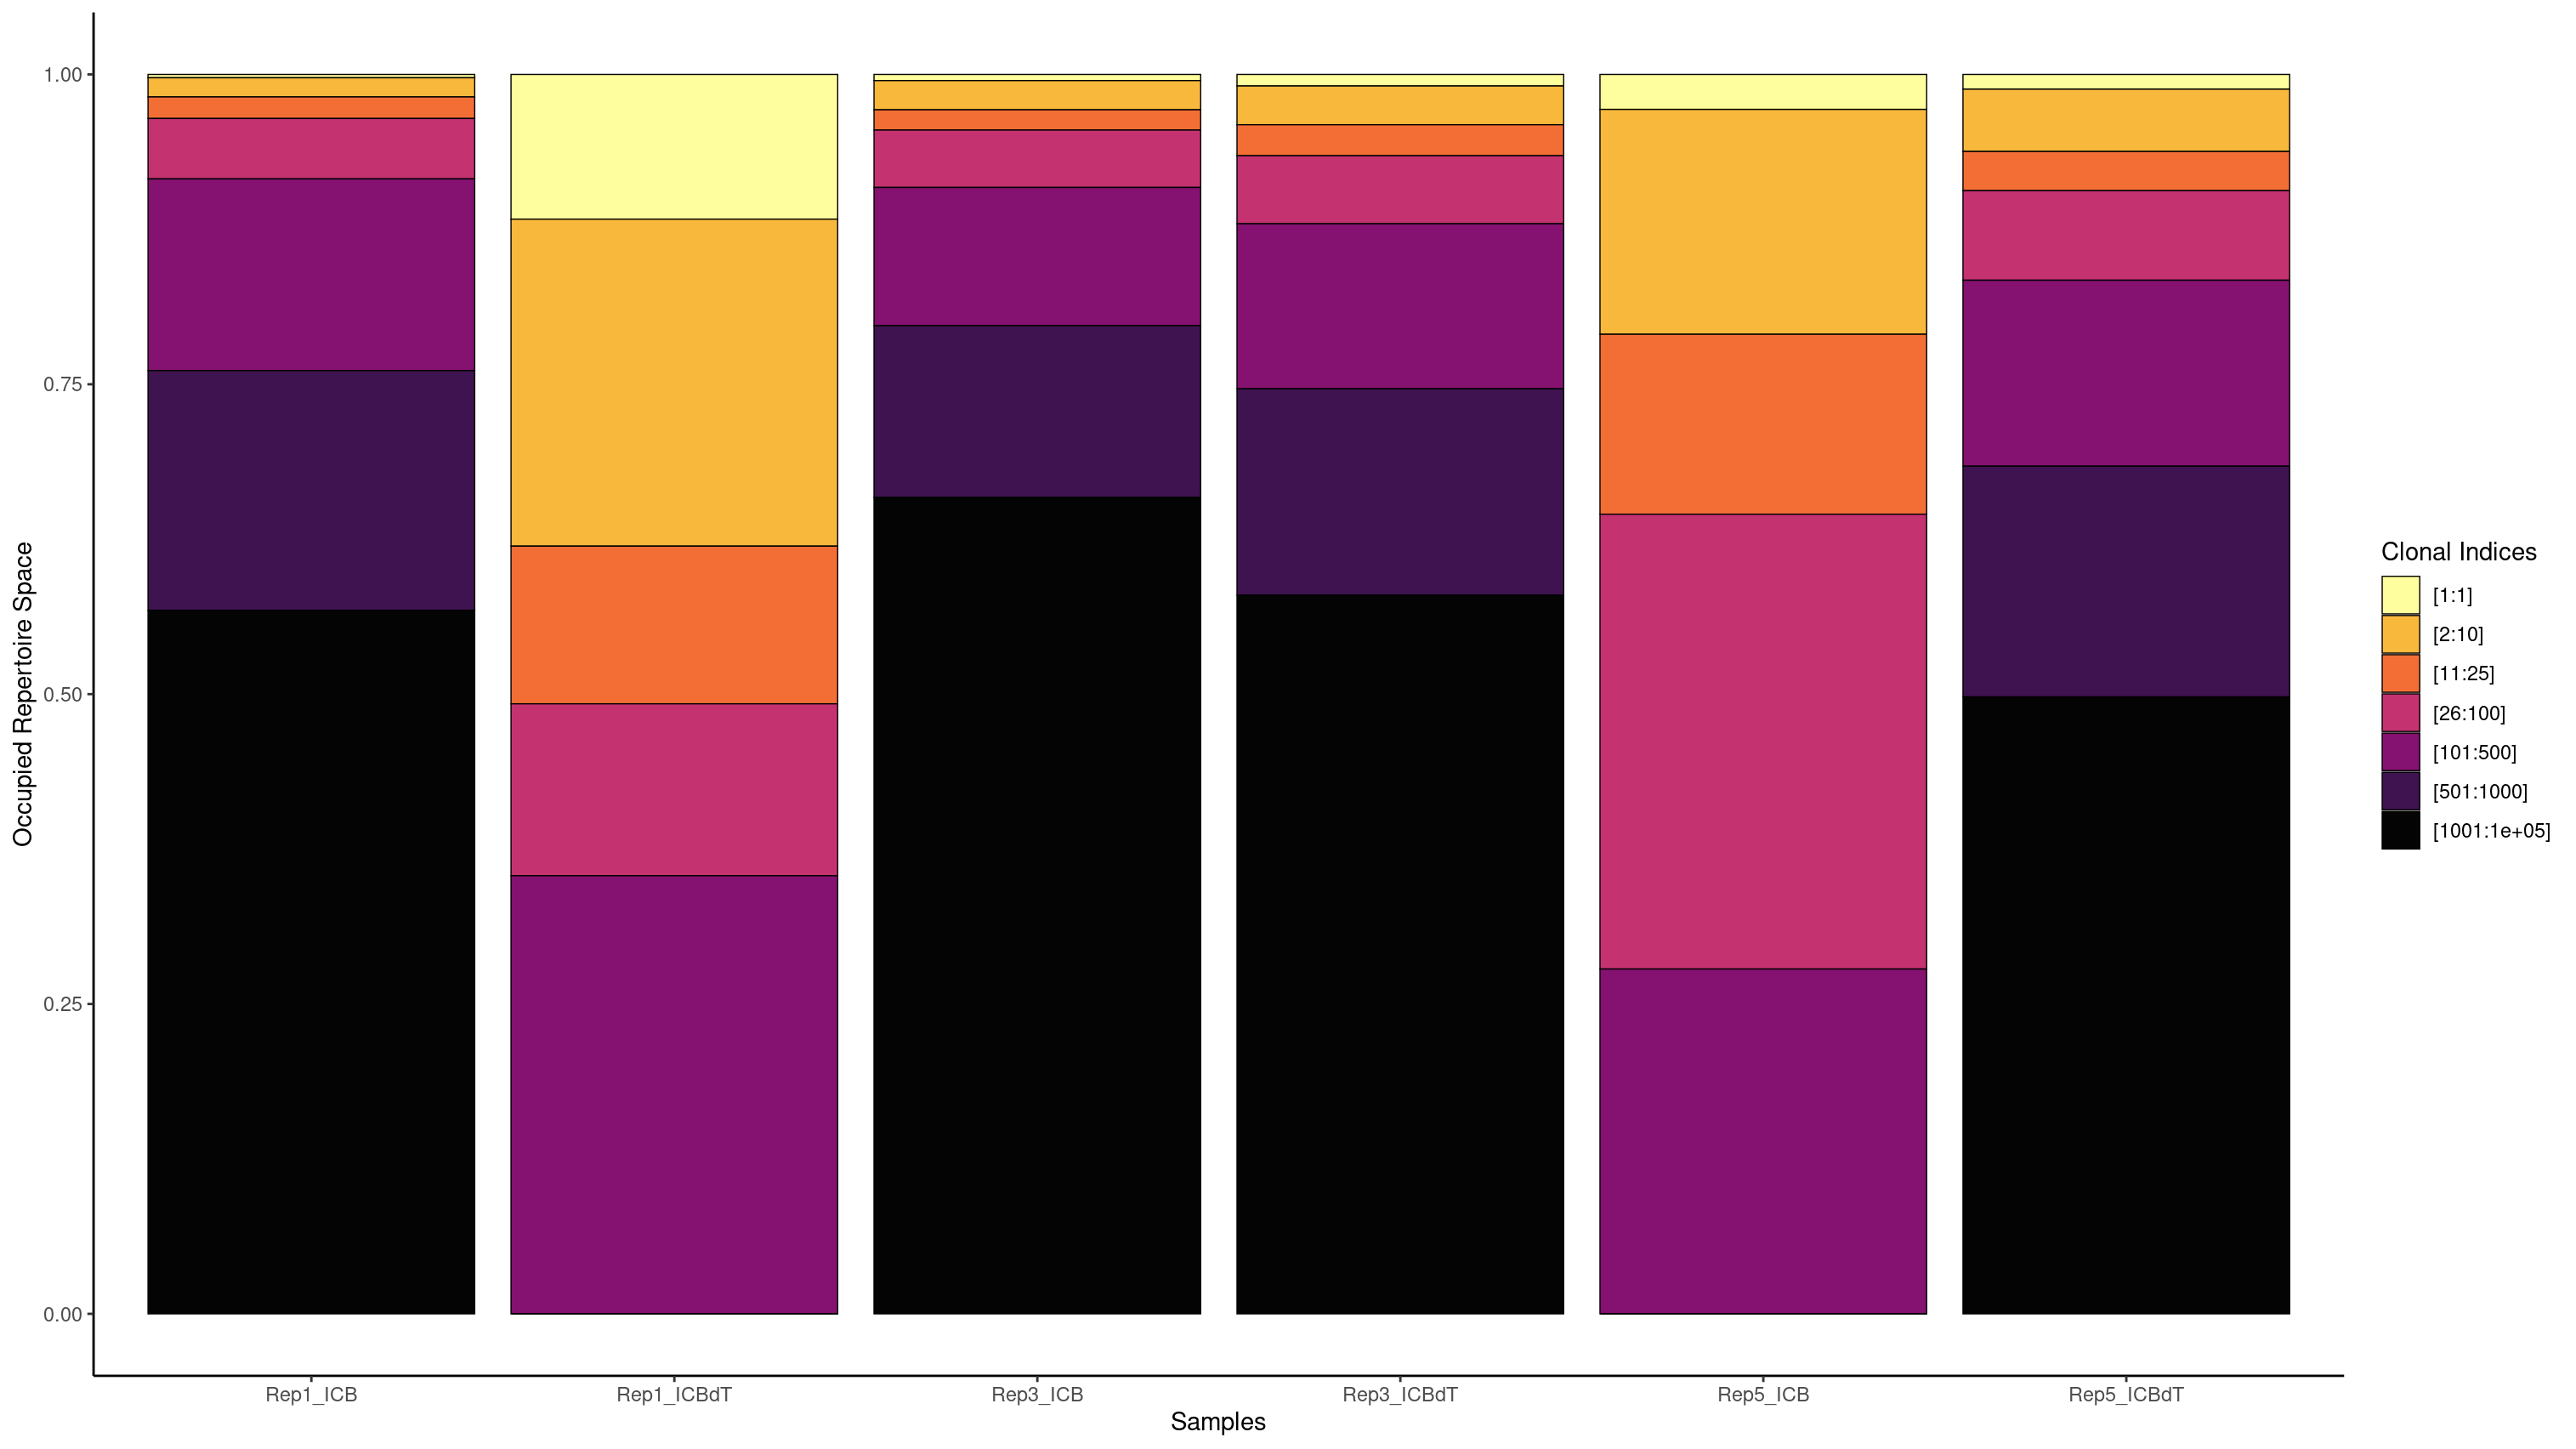 1.00
0.75
0.50
0.25
0.00
Occupied Repertoire Space
Rep1_ICB
Rep1_ICBdT
Rep3_ICB
Rep3_ICBdT
Rep5_ICB
Rep5_ICBdT
Samples
Clonal Indices
[1:1]
[2:10]
[11:25]
[26:100]
[101:500]
[501:1000]
[1001:1e+05]